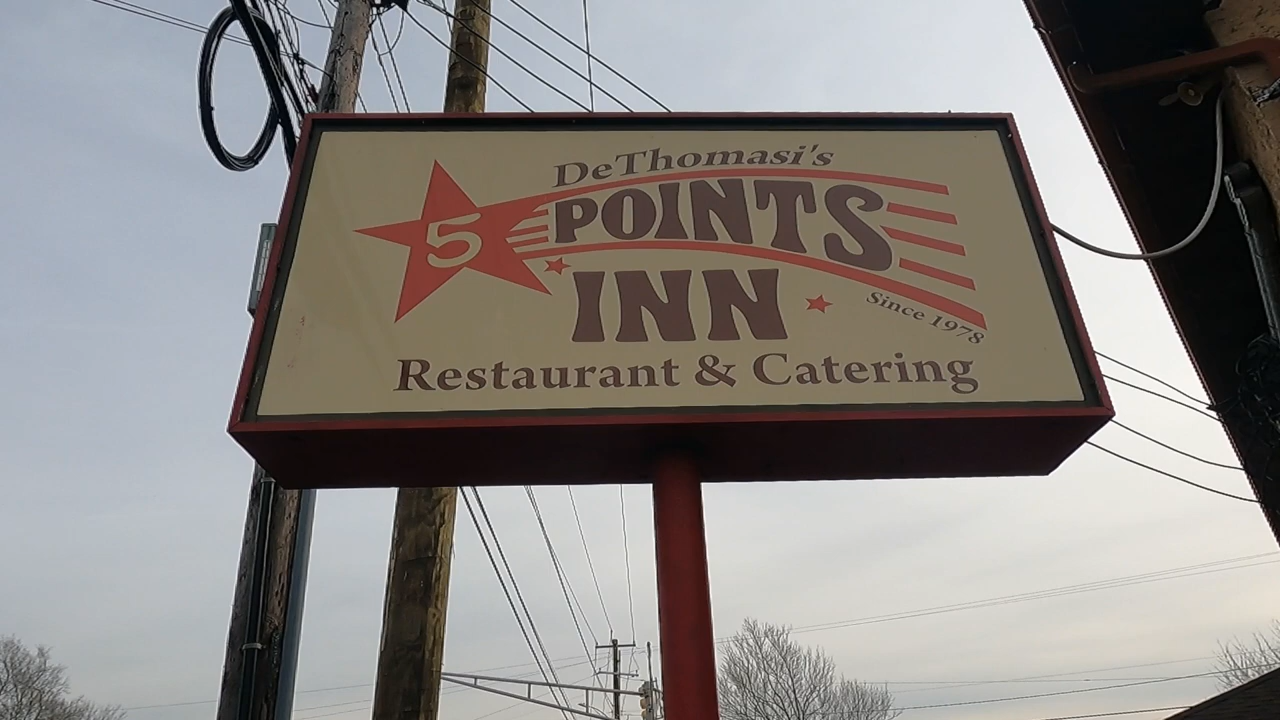 DeThomasi's
5 POINTS
INN
Since 1978
Restaurant & Catering